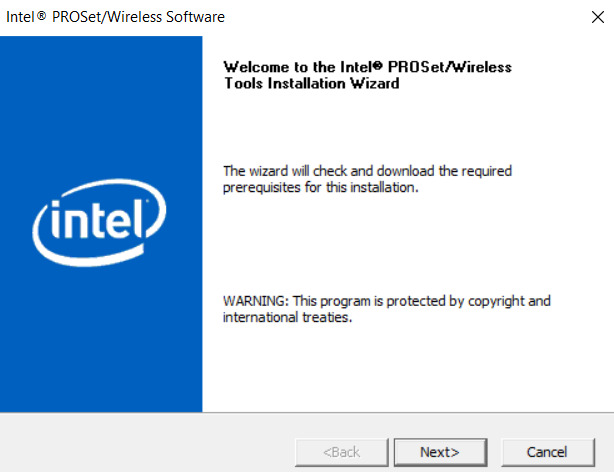 Intel® PROSet/Wireless Software
Welcome to the Intel® PROSet/Wireless
Tools Installation Wizard
The wizard will check and download the required
prerequisites for this installation.
intel
WARNING: This program is protected by copyright and
international treaties.
<Back
Next>
Cancel